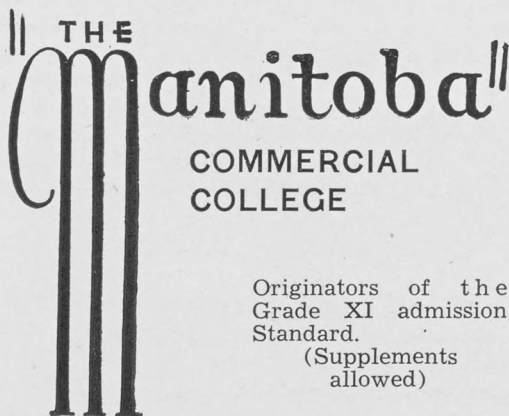 "THE
Manitoba"
COMMERCIAL
COLLEGE
Originators of the
Grade XI admission
Standard.
(Supplements
allowed)